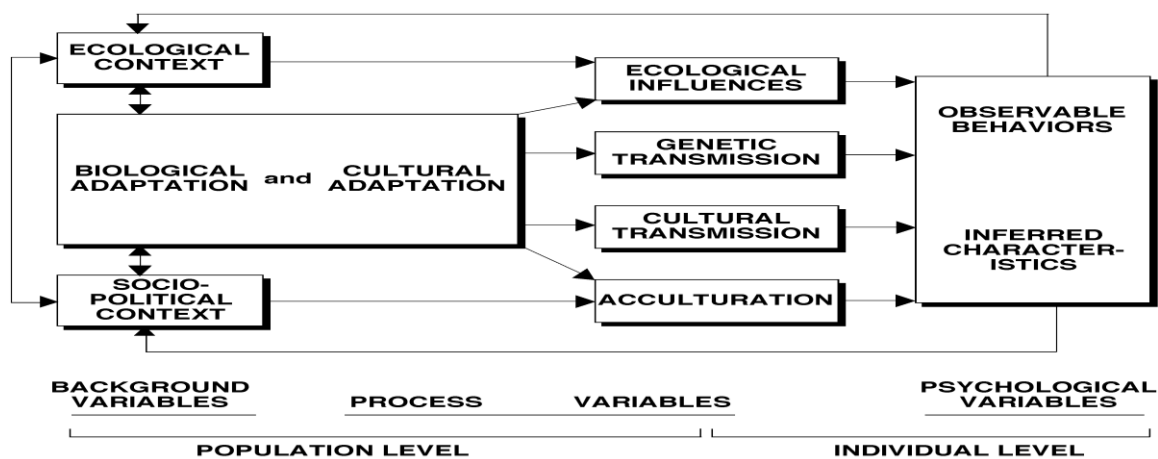 ECOLOGICAL
CONTEXT
ECOLOGICAL
INFLUENCES
OBSERVABLE
BEHAVIORS
BIOLOGICAL
ADAPTATION and CULTURAL
ADAPTATION
GENETIC
TRANSMISSION
CULTURAL
TRANSMISSION
INFERRED
CHARACTER-
ISTICS
SOCIO-
POLITICAL
CONTEXT
ACCULTURATION
BACKGROUND
VARIABLES
PROCESS VARIABLES
PSYCHOLOGICAL
VARIABLES
POPULATION LEVEL
INDIVIDUAL LEVEL